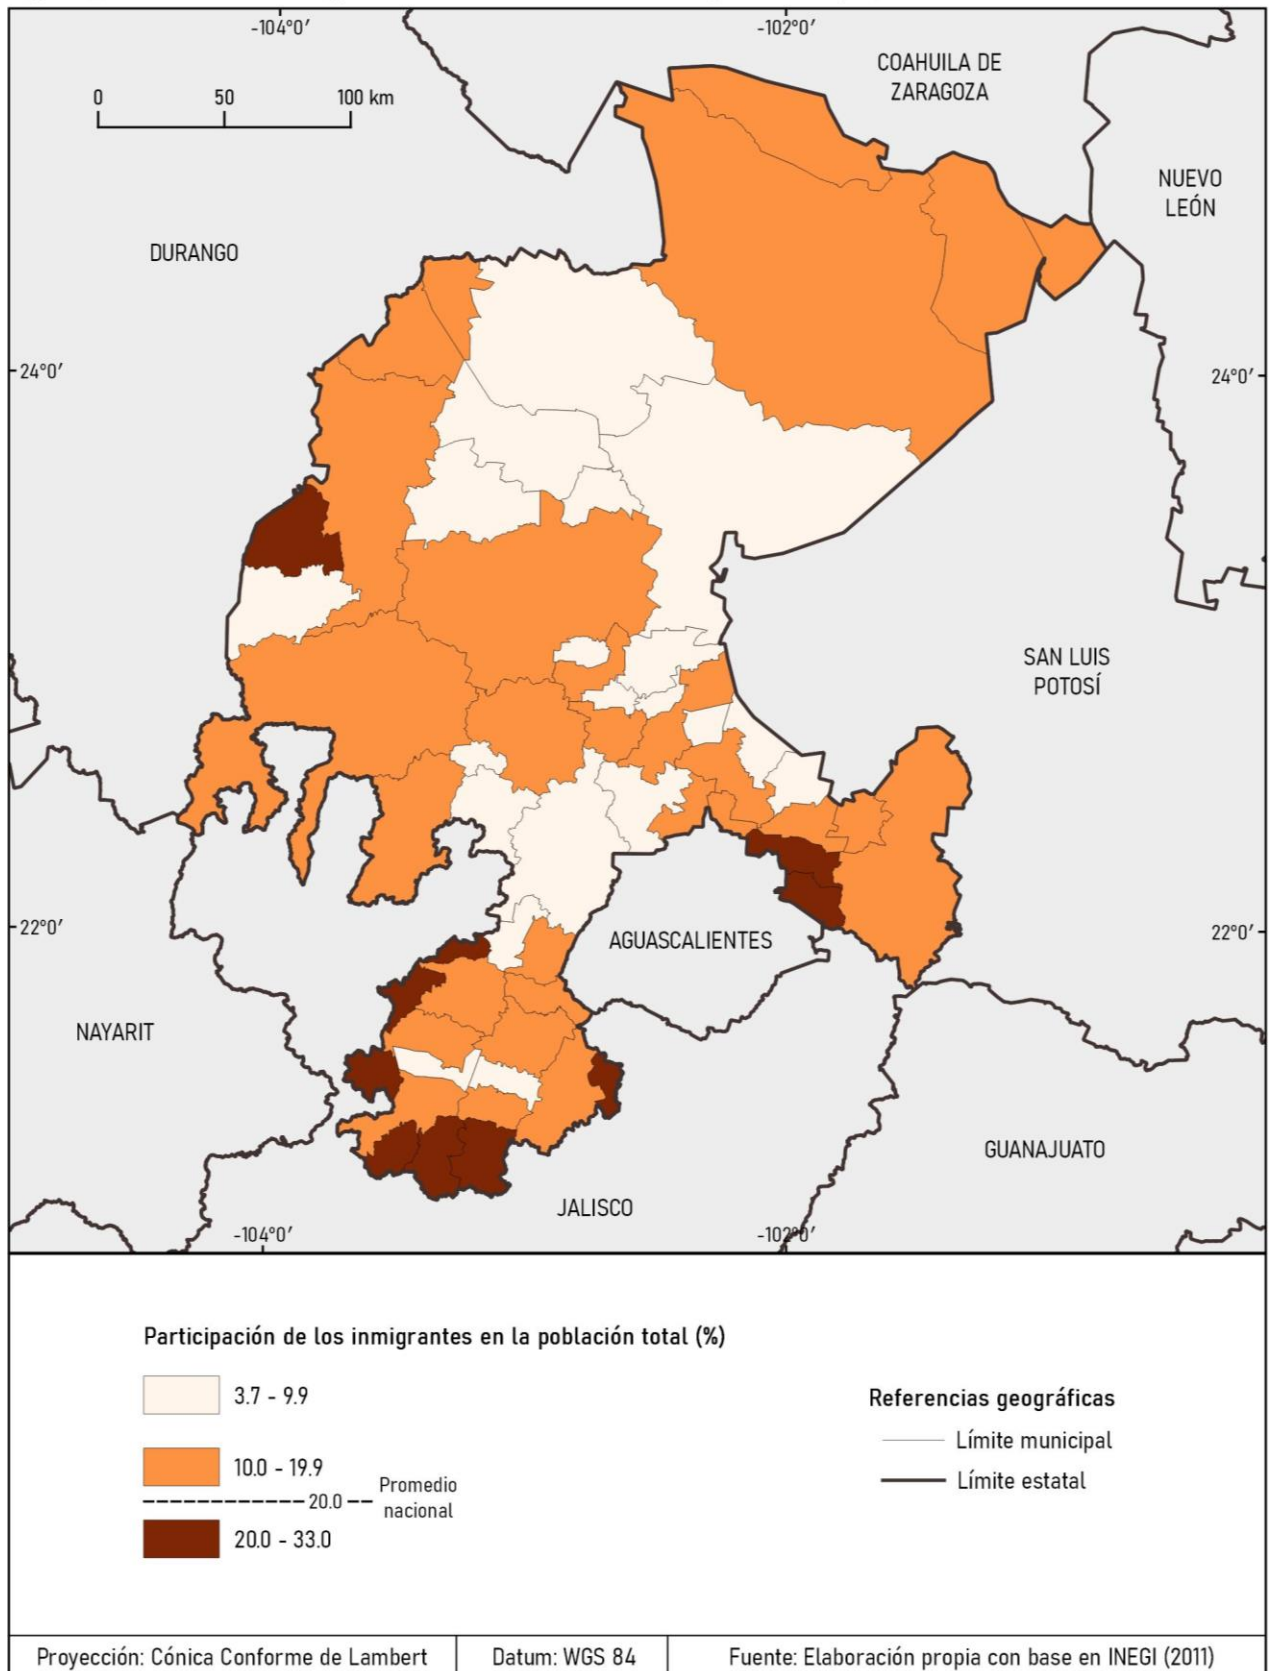 -104°0′
-102°0′
COAHUILA DE
ZARAGOZA
0 50 100 km
NUEVO
LEÓN
DURANGO
24°0′
24°0′
SAN LUIS
POTOSÍ
22°0′
22°0′
AGUASCALIENTES
NAYARIT
GUANAJUATO
JALISCO
-104°0′
-102°0′
Participación de los inmigrantes en la población total (%)
3.7 - 9.9
10.0 - 19.9
20.0
Promedio
nacional
20.0 - 33.0
Referencias geográficas
Límite municipal
Límite estatal
Proyección: Cónica Conforme de Lambert
Datum: WGS 84
Fuente: Elaboración propia con base en INEGI (2011)